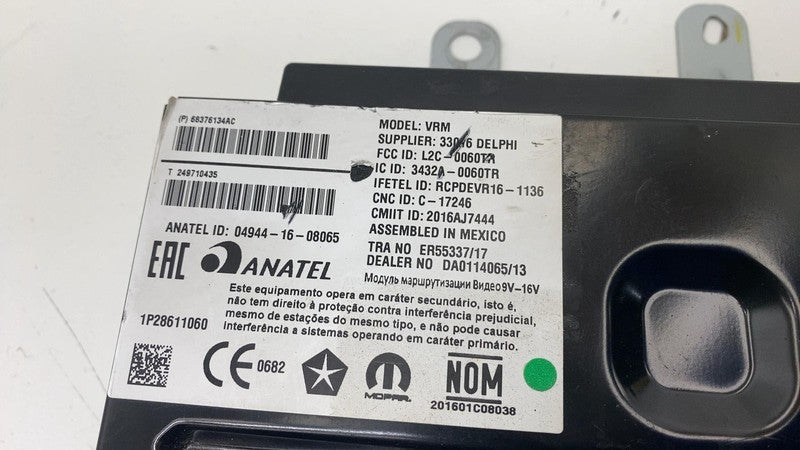 (P) 68376134AC
T 249710435
ANATEL ID: 04944-16-08065
MODEL: VRM
SUPPLIER: 33046 DELPHI
FCC ID: L2C-0060TR
IC ID: 3432A-0060TR
IFETEL ID: RCPDEVR16-1136
CNC ID: C-17246
CMIIT ID: 2016AJ7444
ASSEMBLED IN MEXICO
TRA NO ER55337/17
DEALER NO DA0114065/13
Модуль маршрутизации Видео 9V-16V
EAC ANATEL
Este equipamento opera em caráter secundário, isto é,
não tem direito à proteção contra interferência prejudicial,
mesmo de estações do mesmo tipo, e não pode causar
interferência a sistemas operando em caráter primário.
1P28611060
CE 0682
MOPAR
NOM
201601C08038